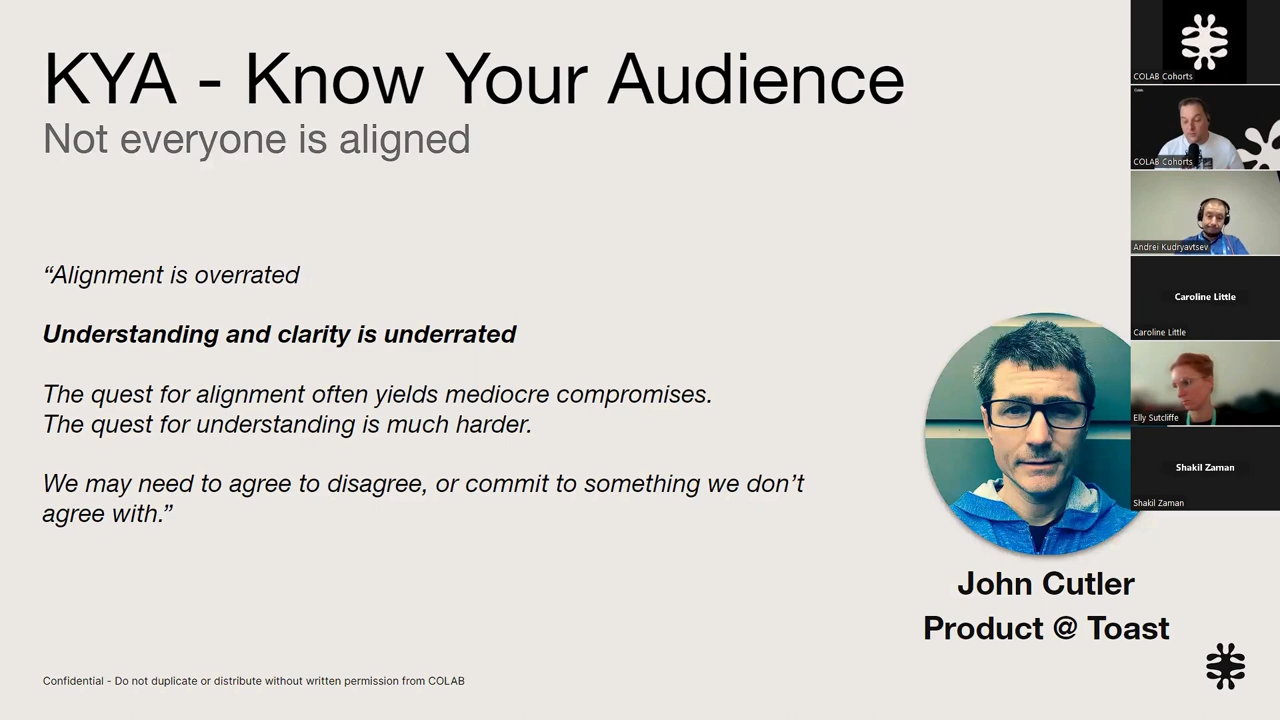 KYA - Know Your Audience
Not everyone is aligned
“Alignment is overrated
Understanding and clarity is underrated
The quest for alignment often yields mediocre compromises.
The quest for understanding is much harder.
We may need to agree to disagree, or commit to something we don’t
agree with.”
John Cutler
Product @ Toast
Confidential - Do not duplicate or distribute without written permission from COLAB
COLAB Cohorts
COLAB Cohorts
Andrei Kudryavtsev
Caroline Little
Caroline Little
Elly Sutcliffe
Shakil Zaman
Shakil Zaman